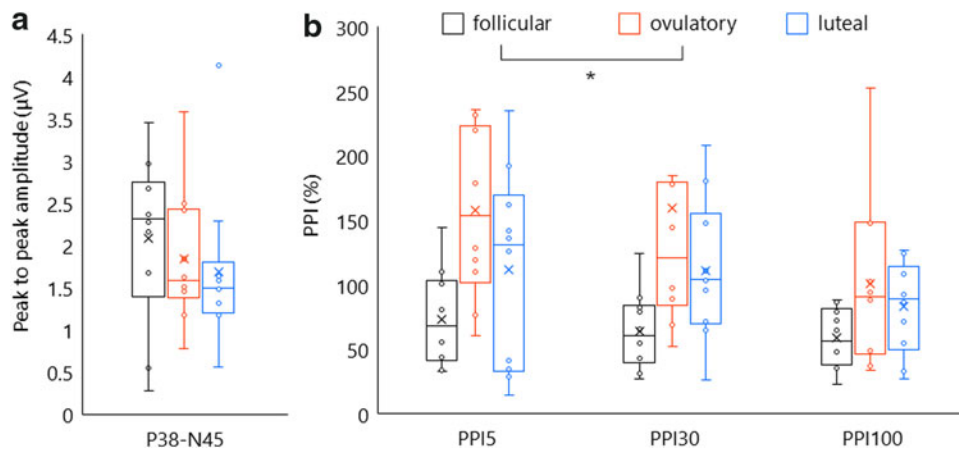 a
Peak to peak amplitude (µV)
4.5
4
3.5
3
2.5
2
1.5
1
0.5
0
P38-N45
b
follicular
ovulatory
luteal
*
PPI (%)
300
250
200
150
100
50
0
PPI5
PPI30
PPI100